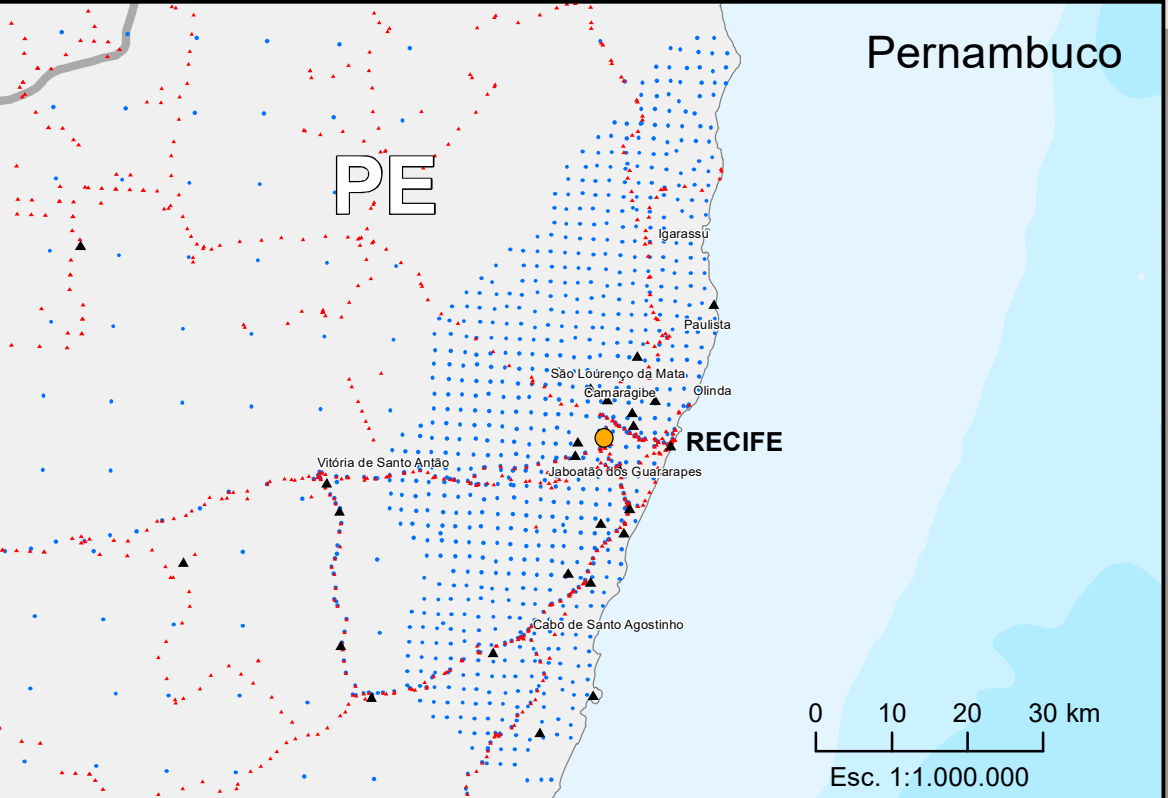 Pernambuco
PE
Igarassu
Paulista
São Lourenço da Mata
Camaragibe
Olinda
RECIFE
Vitória de Santo Antão
Jaboatão dos Guararapes
Cabo de Santo Agostinho
0 10 20 30 km
Esc. 1:1.000.000